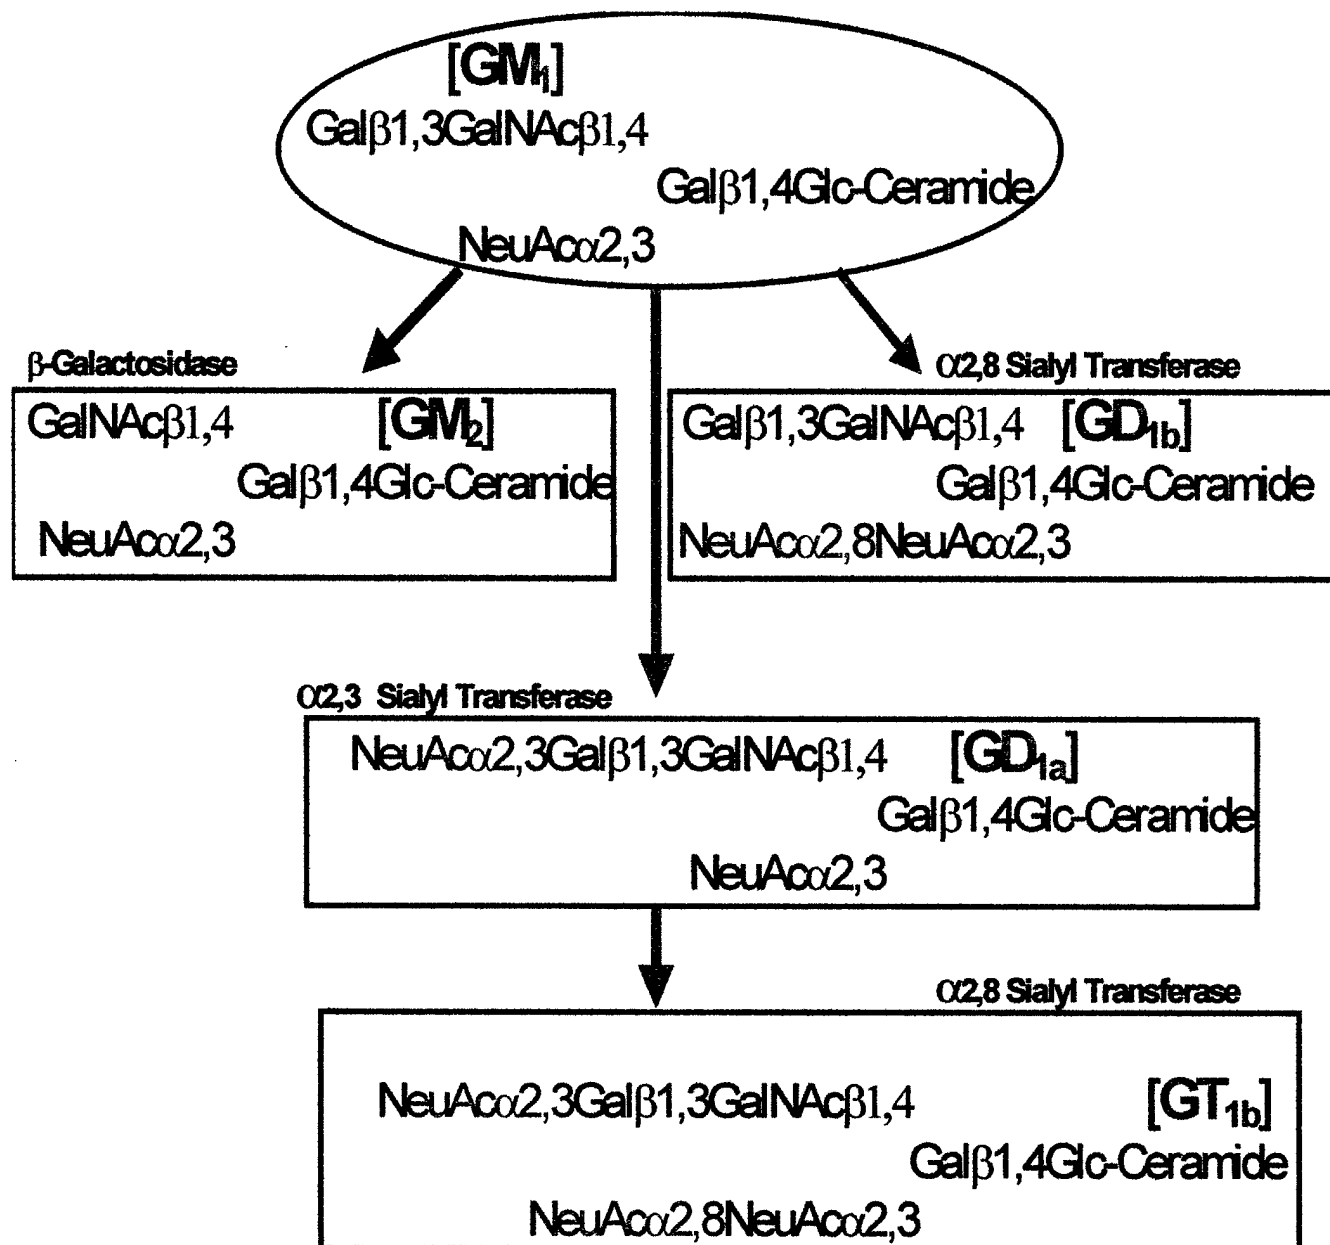 [GM1]
Galβ1,3GalNAcβ1,4
Galβ1,4Glc-Ceramide
NeuAcα2,3
β-Galactosidase
GalNAcβ1,4 [GM2]
Galβ1,4Glc-Ceramide
NeuAcα2,3
α2,8 Sialyl Transferase
Galβ1,3GalNAcβ1,4 [GD1b]
Galβ1,4Glc-Ceramide
NeuAcα2,8NeuAcα2,3
α2,3 Sialyl Transferase
NeuAcα2,3Galβ1,3GalNAcβ1,4 [GD1a]
Galβ1,4Glc-Ceramide
NeuAcα2,3
α2,8 Sialyl Transferase
NeuAcα2,3Galβ1,3GalNAcβ1,4 [GT1b]
Galβ1,4Glc-Ceramide
NeuAcα2,8NeuAcα2,3